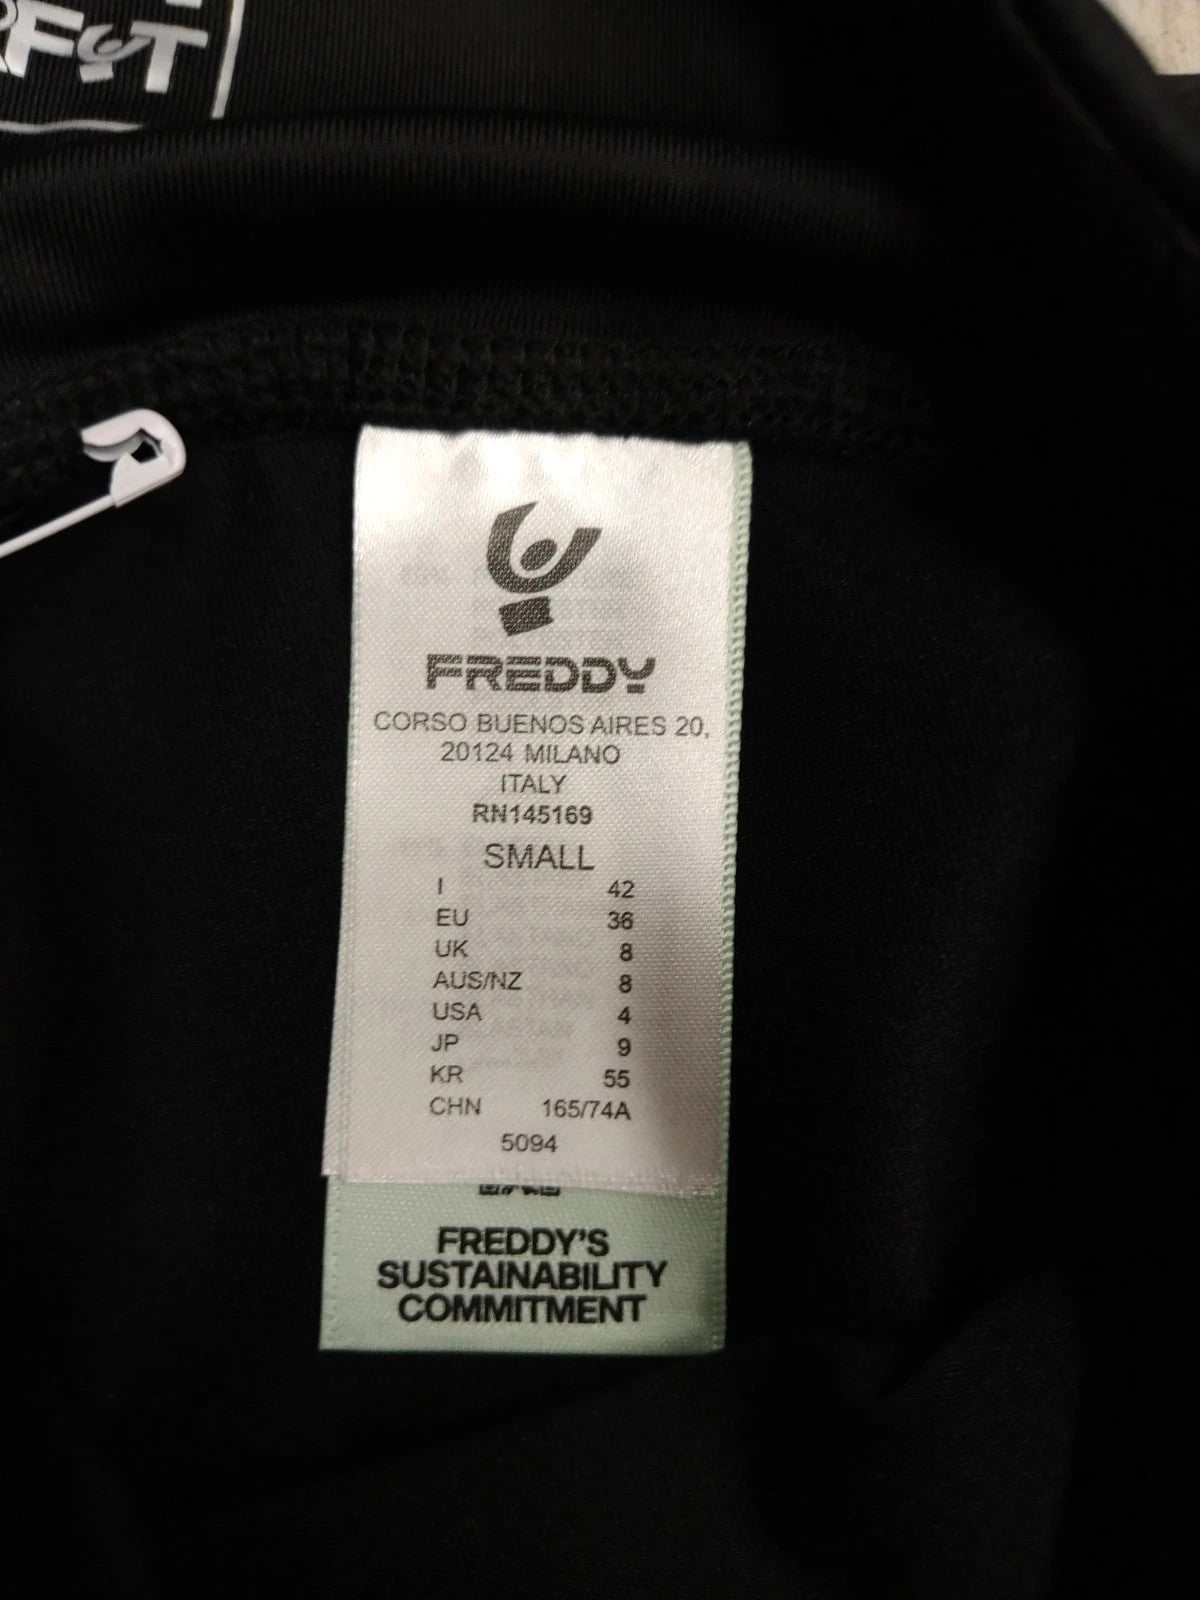 FREDDY
CORSO BUENOS AIRES 20,
20124 MILANO
ITALY
RN145169
SMALL
I 42
EU 36
UK 8
AUS/NZ 8
USA 4
JP 9
KR 55
CHN 165/74A
5094
FREDDY'S
SUSTAINABILITY
COMMITMENT